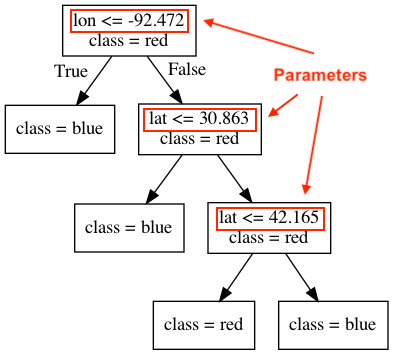 lon <= -92.472
class = red
True
False
Parameters
class = blue
lat <= 30.863
class = red
class = blue
lat <= 42.165
class = red
class = red
class = blue